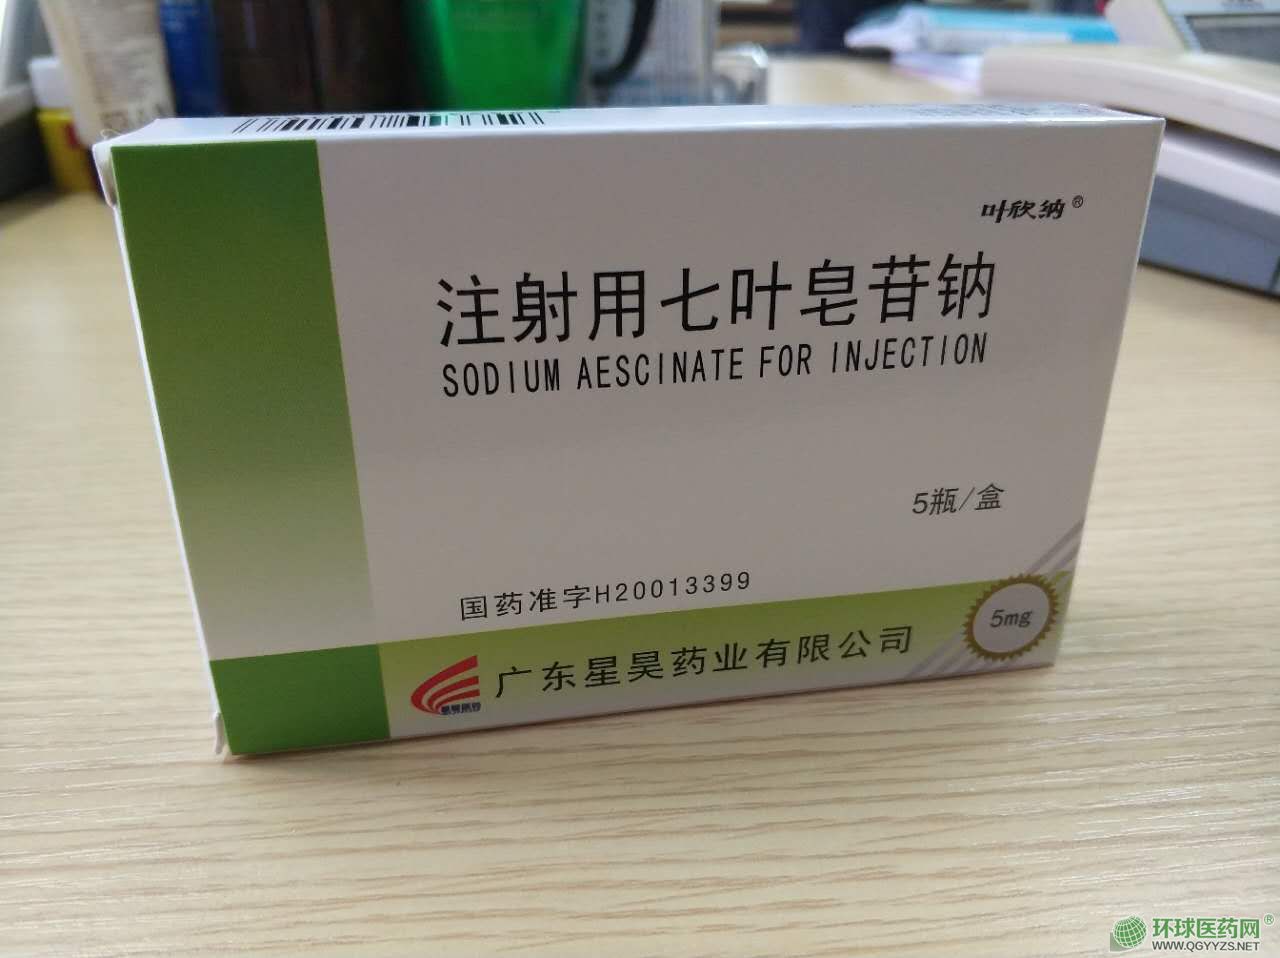 叶欣纳®
注射用七叶皂苷钠
SODIUM AESCINATE FOR INJECTION
5瓶/盒
国药准字H20013399
5mg
广东星昊药业有限公司
环球医药网®
WWW.QGYYZS.NET